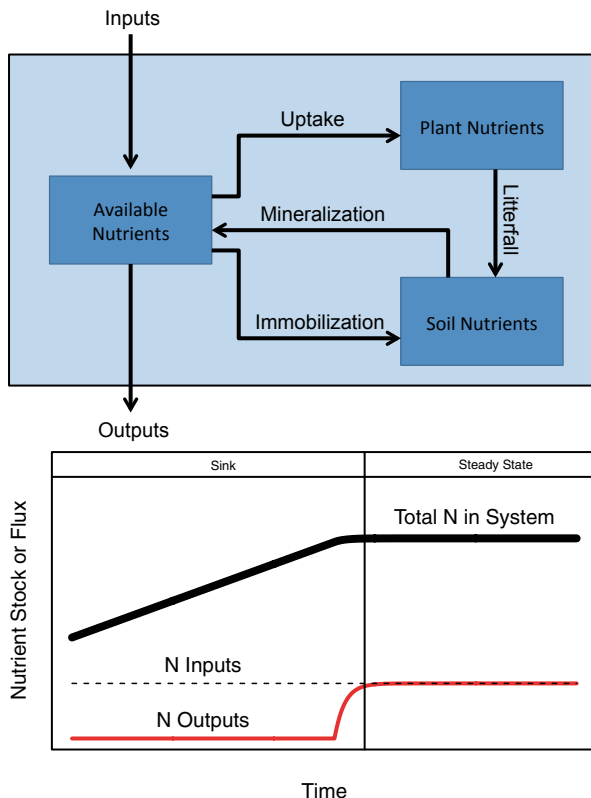 Inputs
Uptake
Plant Nutrients
Available
Nutrients
Mineralization
Litterfall
Immobilization
Soil Nutrients
Outputs
Sink
Steady State
Total N in System
N Inputs
N Outputs
Nutrient Stock or Flux
Time